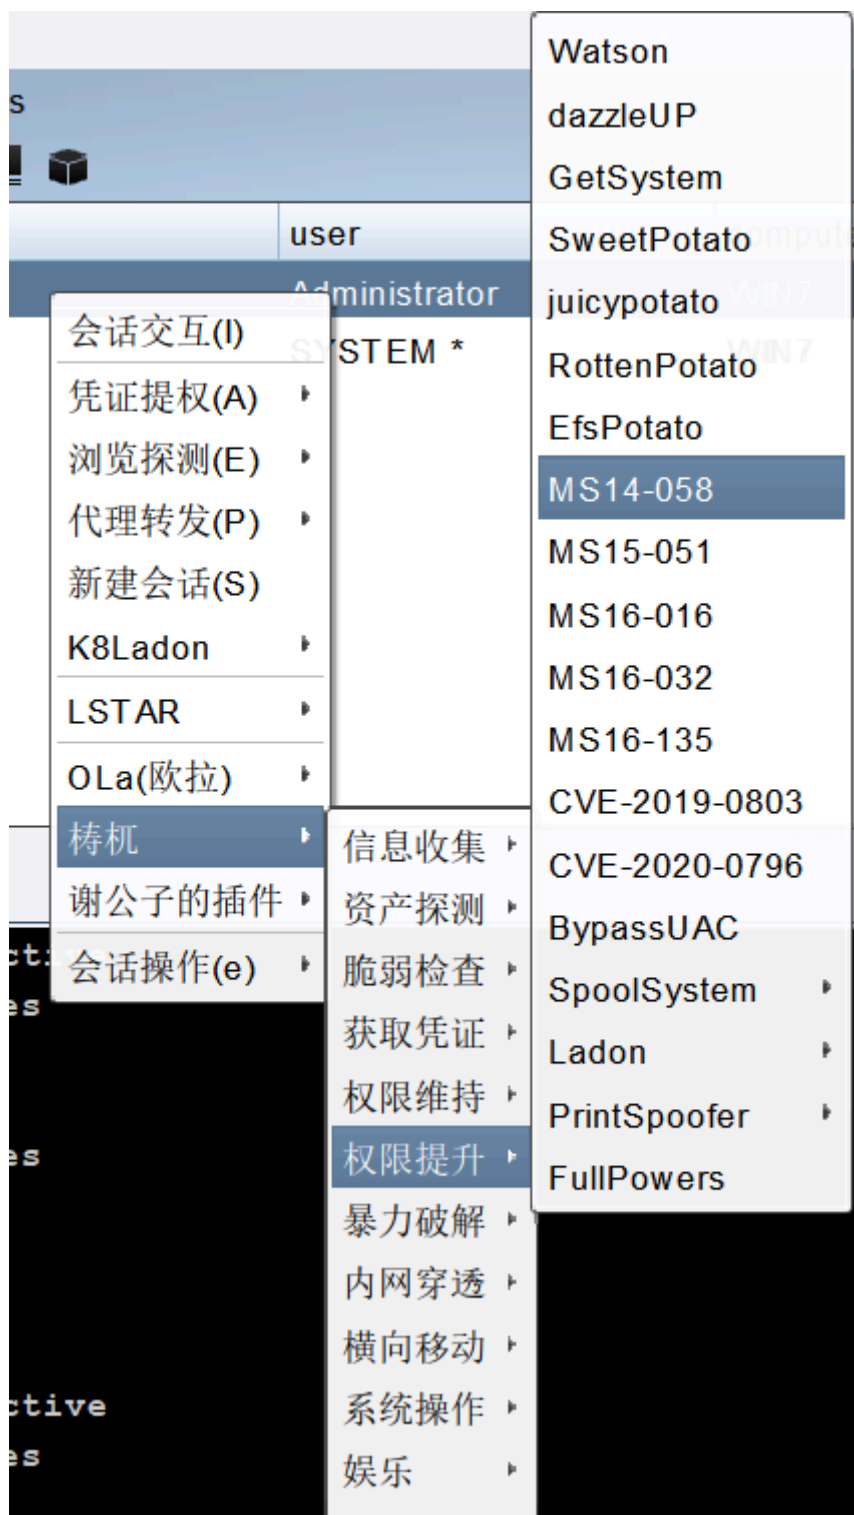 s
user
Administrator
WIN7
SYSTEM *
WIN7
会话交互(I)
凭证提权(A)
浏览探测(E)
代理转发(P)
新建会话(S)
K8Ladon
LSTAR
OLa(欧拉)
梼杌
谢公子的插件
会话操作(e)
信息收集
资产探测
脆弱检查
获取凭证
权限维持
权限提升
暴力破解
内网穿透
横向移动
系统操作
娱乐
Watson
dazzleUP
GetSystem
SweetPotato
juicypotato
RottenPotato
EfsPotato
MS14-058
MS15-051
MS16-016
MS16-032
MS16-135
CVE-2019-0803
CVE-2020-0796
BypassUAC
SpoolSystem
Ladon
PrintSpoofer
FullPowers
es
es
ctive
es